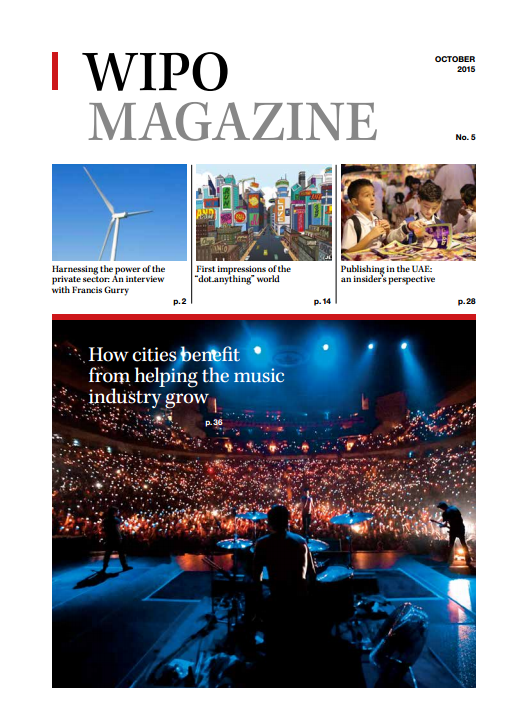 WIPO
MAGAZINE
OCTOBER
2015
No. 5
Harnessing the power of the
private sector: An interview
with Francis Gurry
p. 2
First impressions of the
“dot.anything” world
p. 14
Publishing in the UAE:
an insider’s perspective
p. 28
How cities benefit
from helping the music
industry grow
p. 36